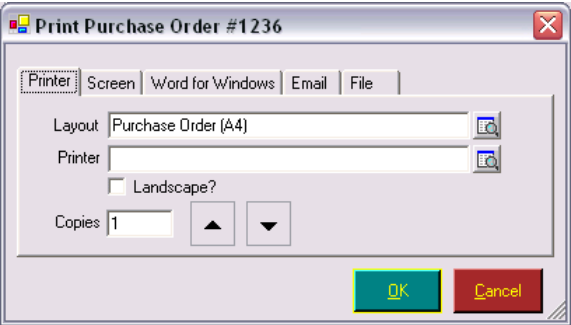 Print Purchase Order #1236
Printer Screen Word for Windows Email File
Layout Purchase Order (A4)
Printer
Landscape?
Copies 1
OK Cancel